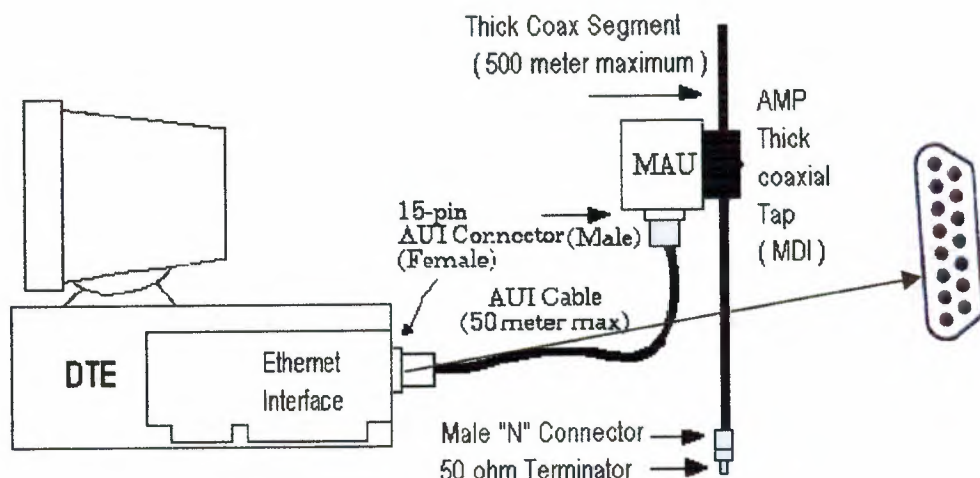 Thick Coax Segment
(500 meter maximum)
AMP
Thick
coaxial
Tap
(MDI)
MAU
15-pin
AUI Connector (Male)
(Female)
AUI Cable
(50 meter max)
DTE
Ethernet
Interface
Male "N" Connector
50 ohm Terminator